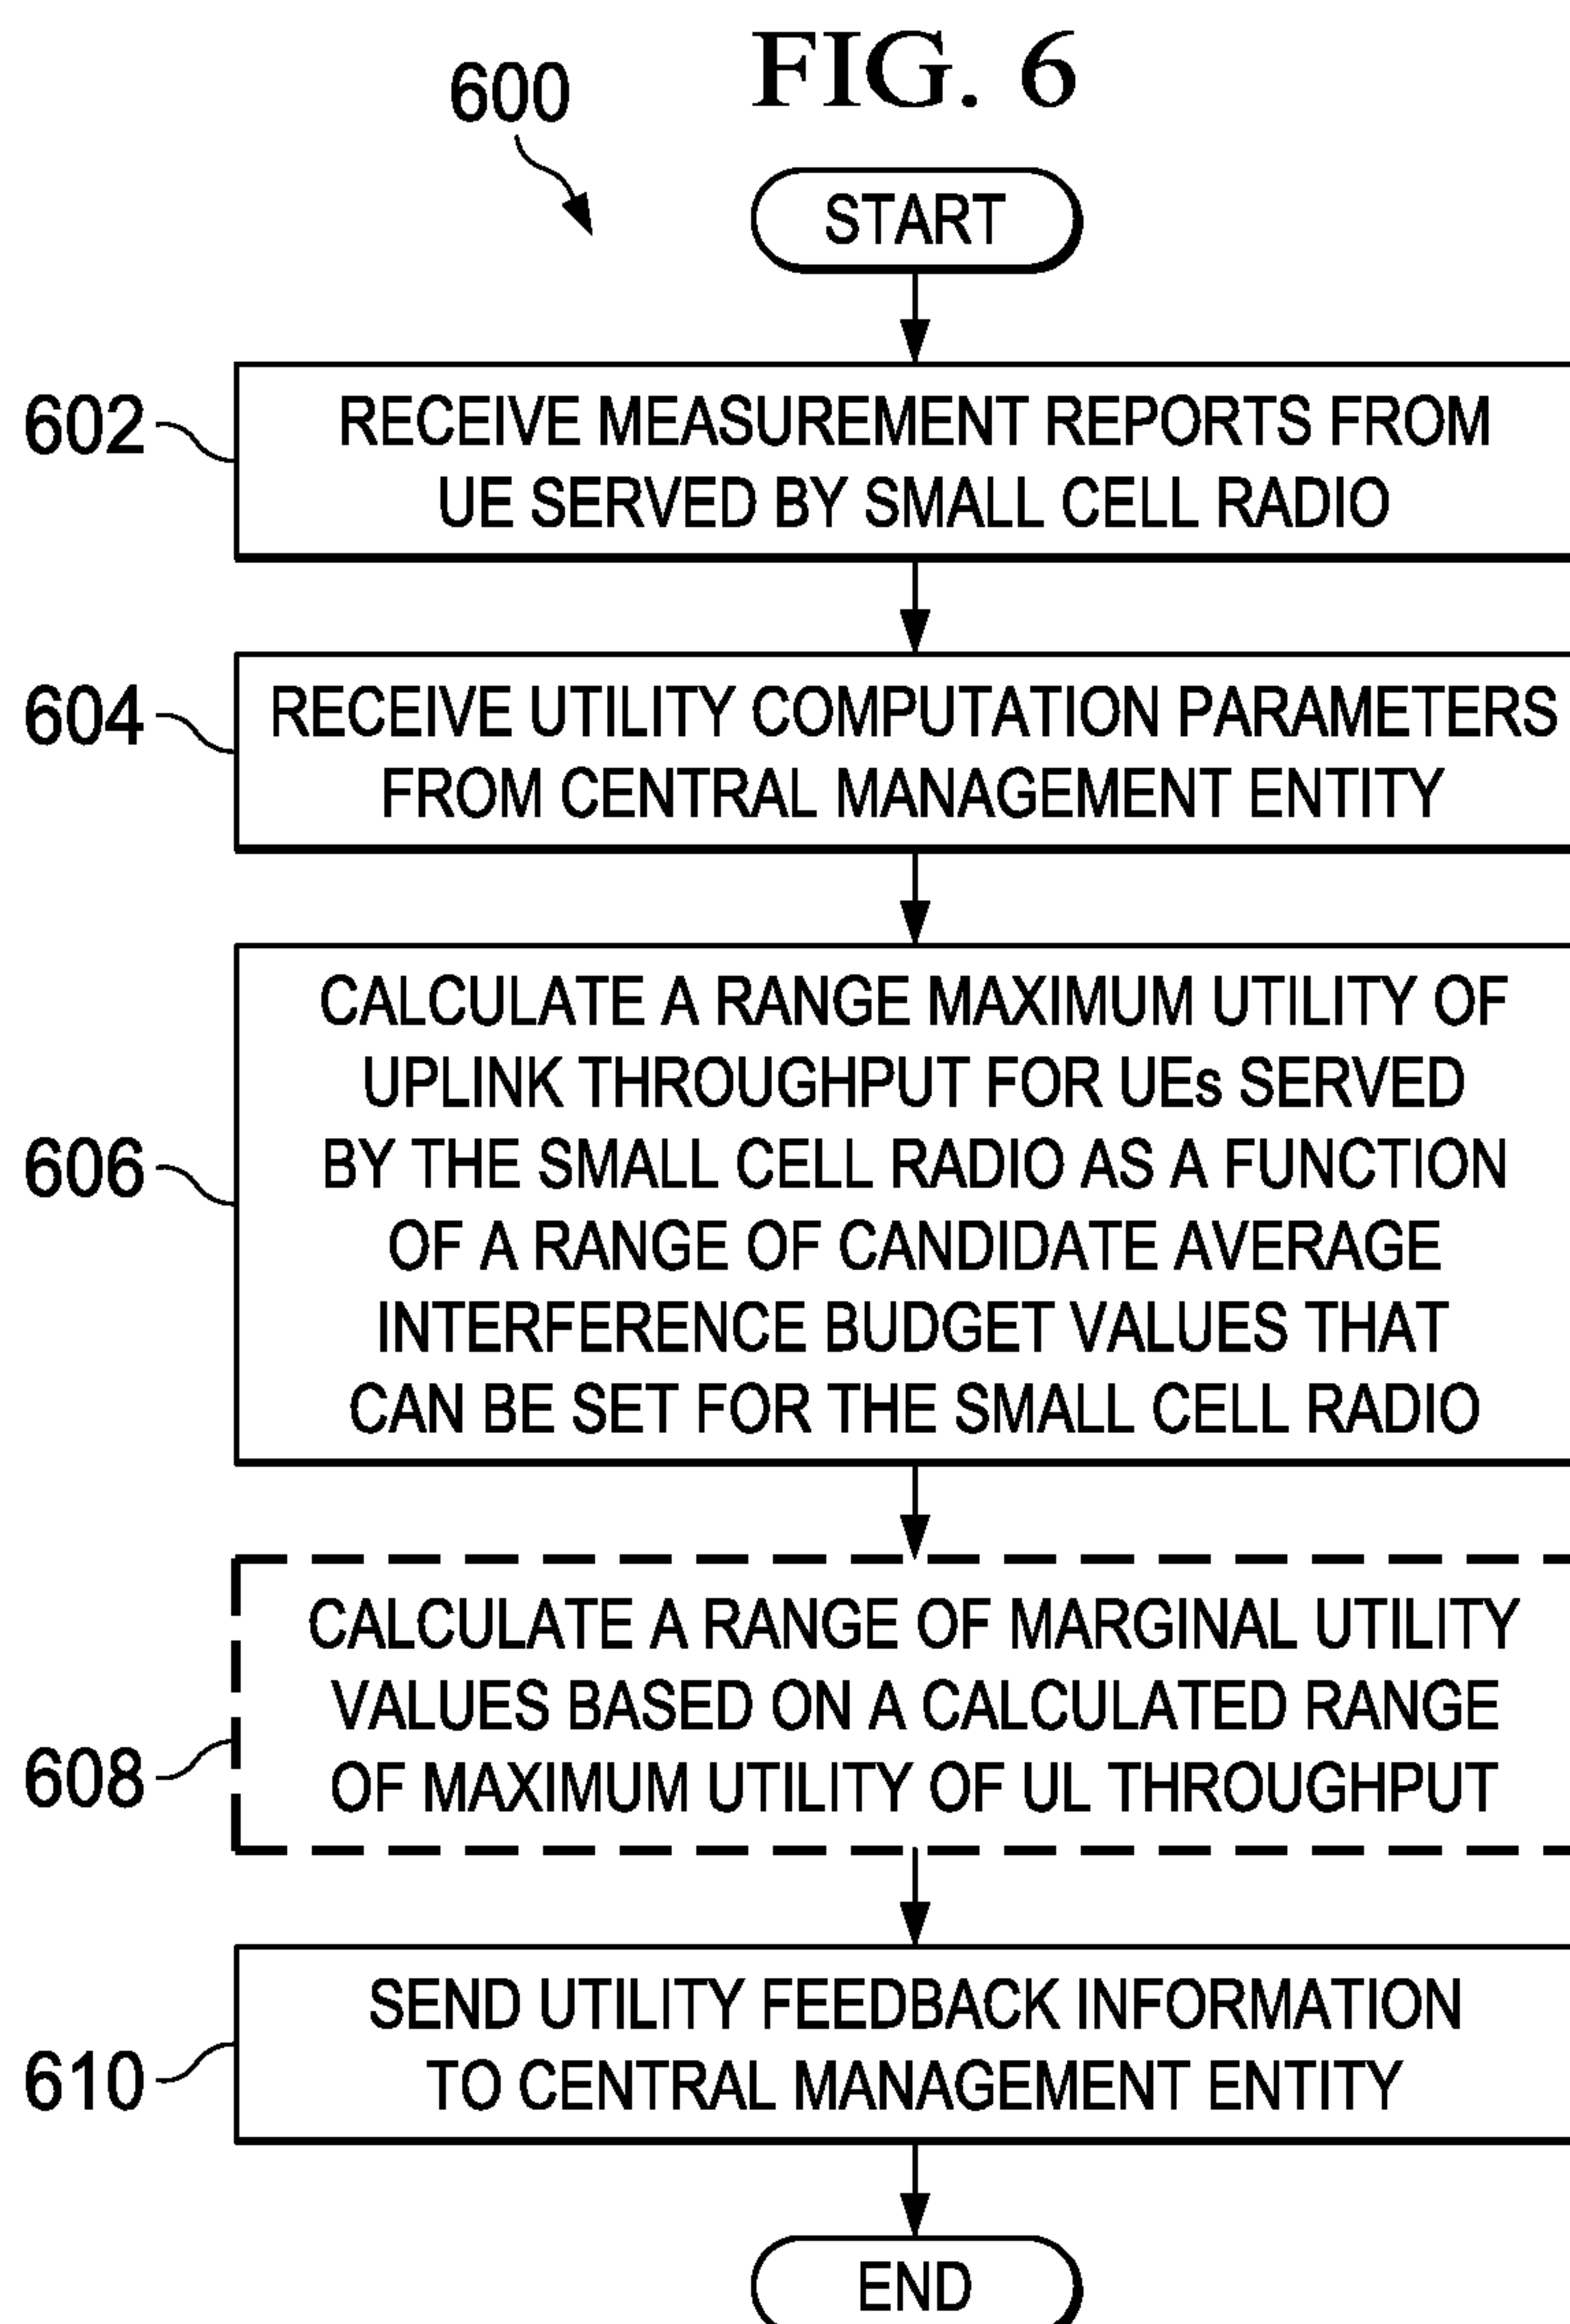 FIG. 6
600
START
602
RECEIVE MEASUREMENT REPORTS FROM
UE SERVED BY SMALL CELL RADIO
604
RECEIVE UTILITY COMPUTATION PARAMETERS
FROM CENTRAL MANAGEMENT ENTITY
606
CALCULATE A RANGE MAXIMUM UTILITY OF
UPLINK THROUGHPUT FOR UEs SERVED
BY THE SMALL CELL RADIO AS A FUNCTION
OF A RANGE OF CANDIDATE AVERAGE
INTERFERENCE BUDGET VALUES THAT
CAN BE SET FOR THE SMALL CELL RADIO
608
CALCULATE A RANGE OF MARGINAL UTILITY
VALUES BASED ON A CALCULATED RANGE
OF MAXIMUM UTILITY OF UL THROUGHPUT
610
SEND UTILITY FEEDBACK INFORMATION
TO CENTRAL MANAGEMENT ENTITY
END